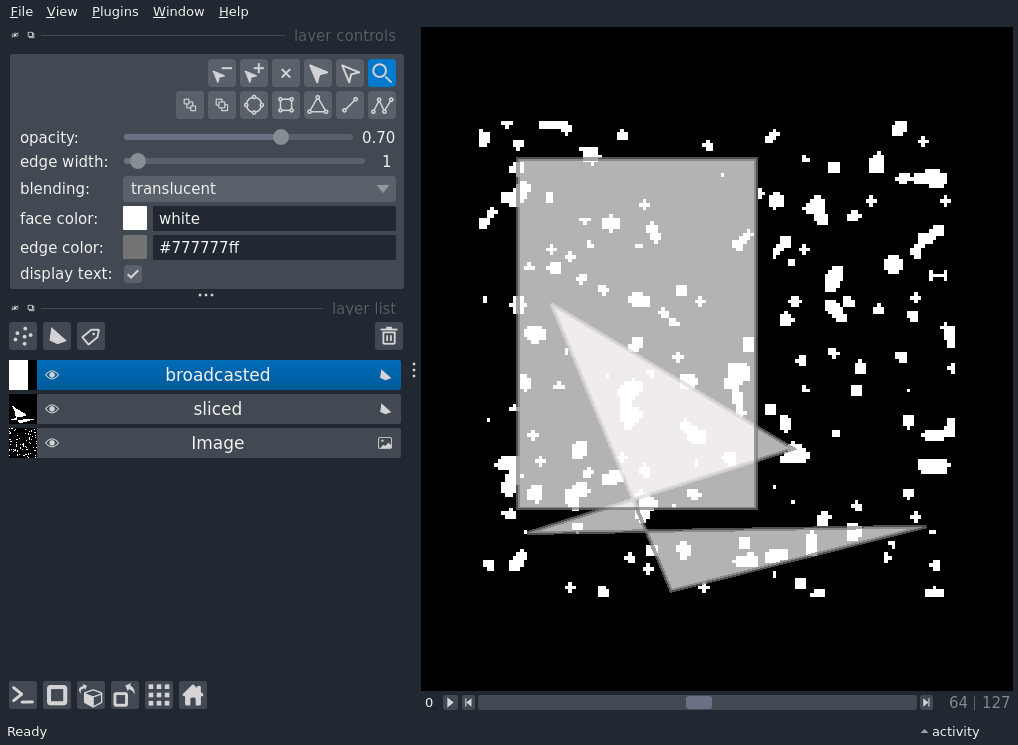 File View Plugins Window Help
layer controls
opacity: 0.70
edge width: 1
blending: translucent
face color: white
edge color: #777777ff
display text:
layer list
broadcasted
sliced
Image
0 64 | 127
Ready activity